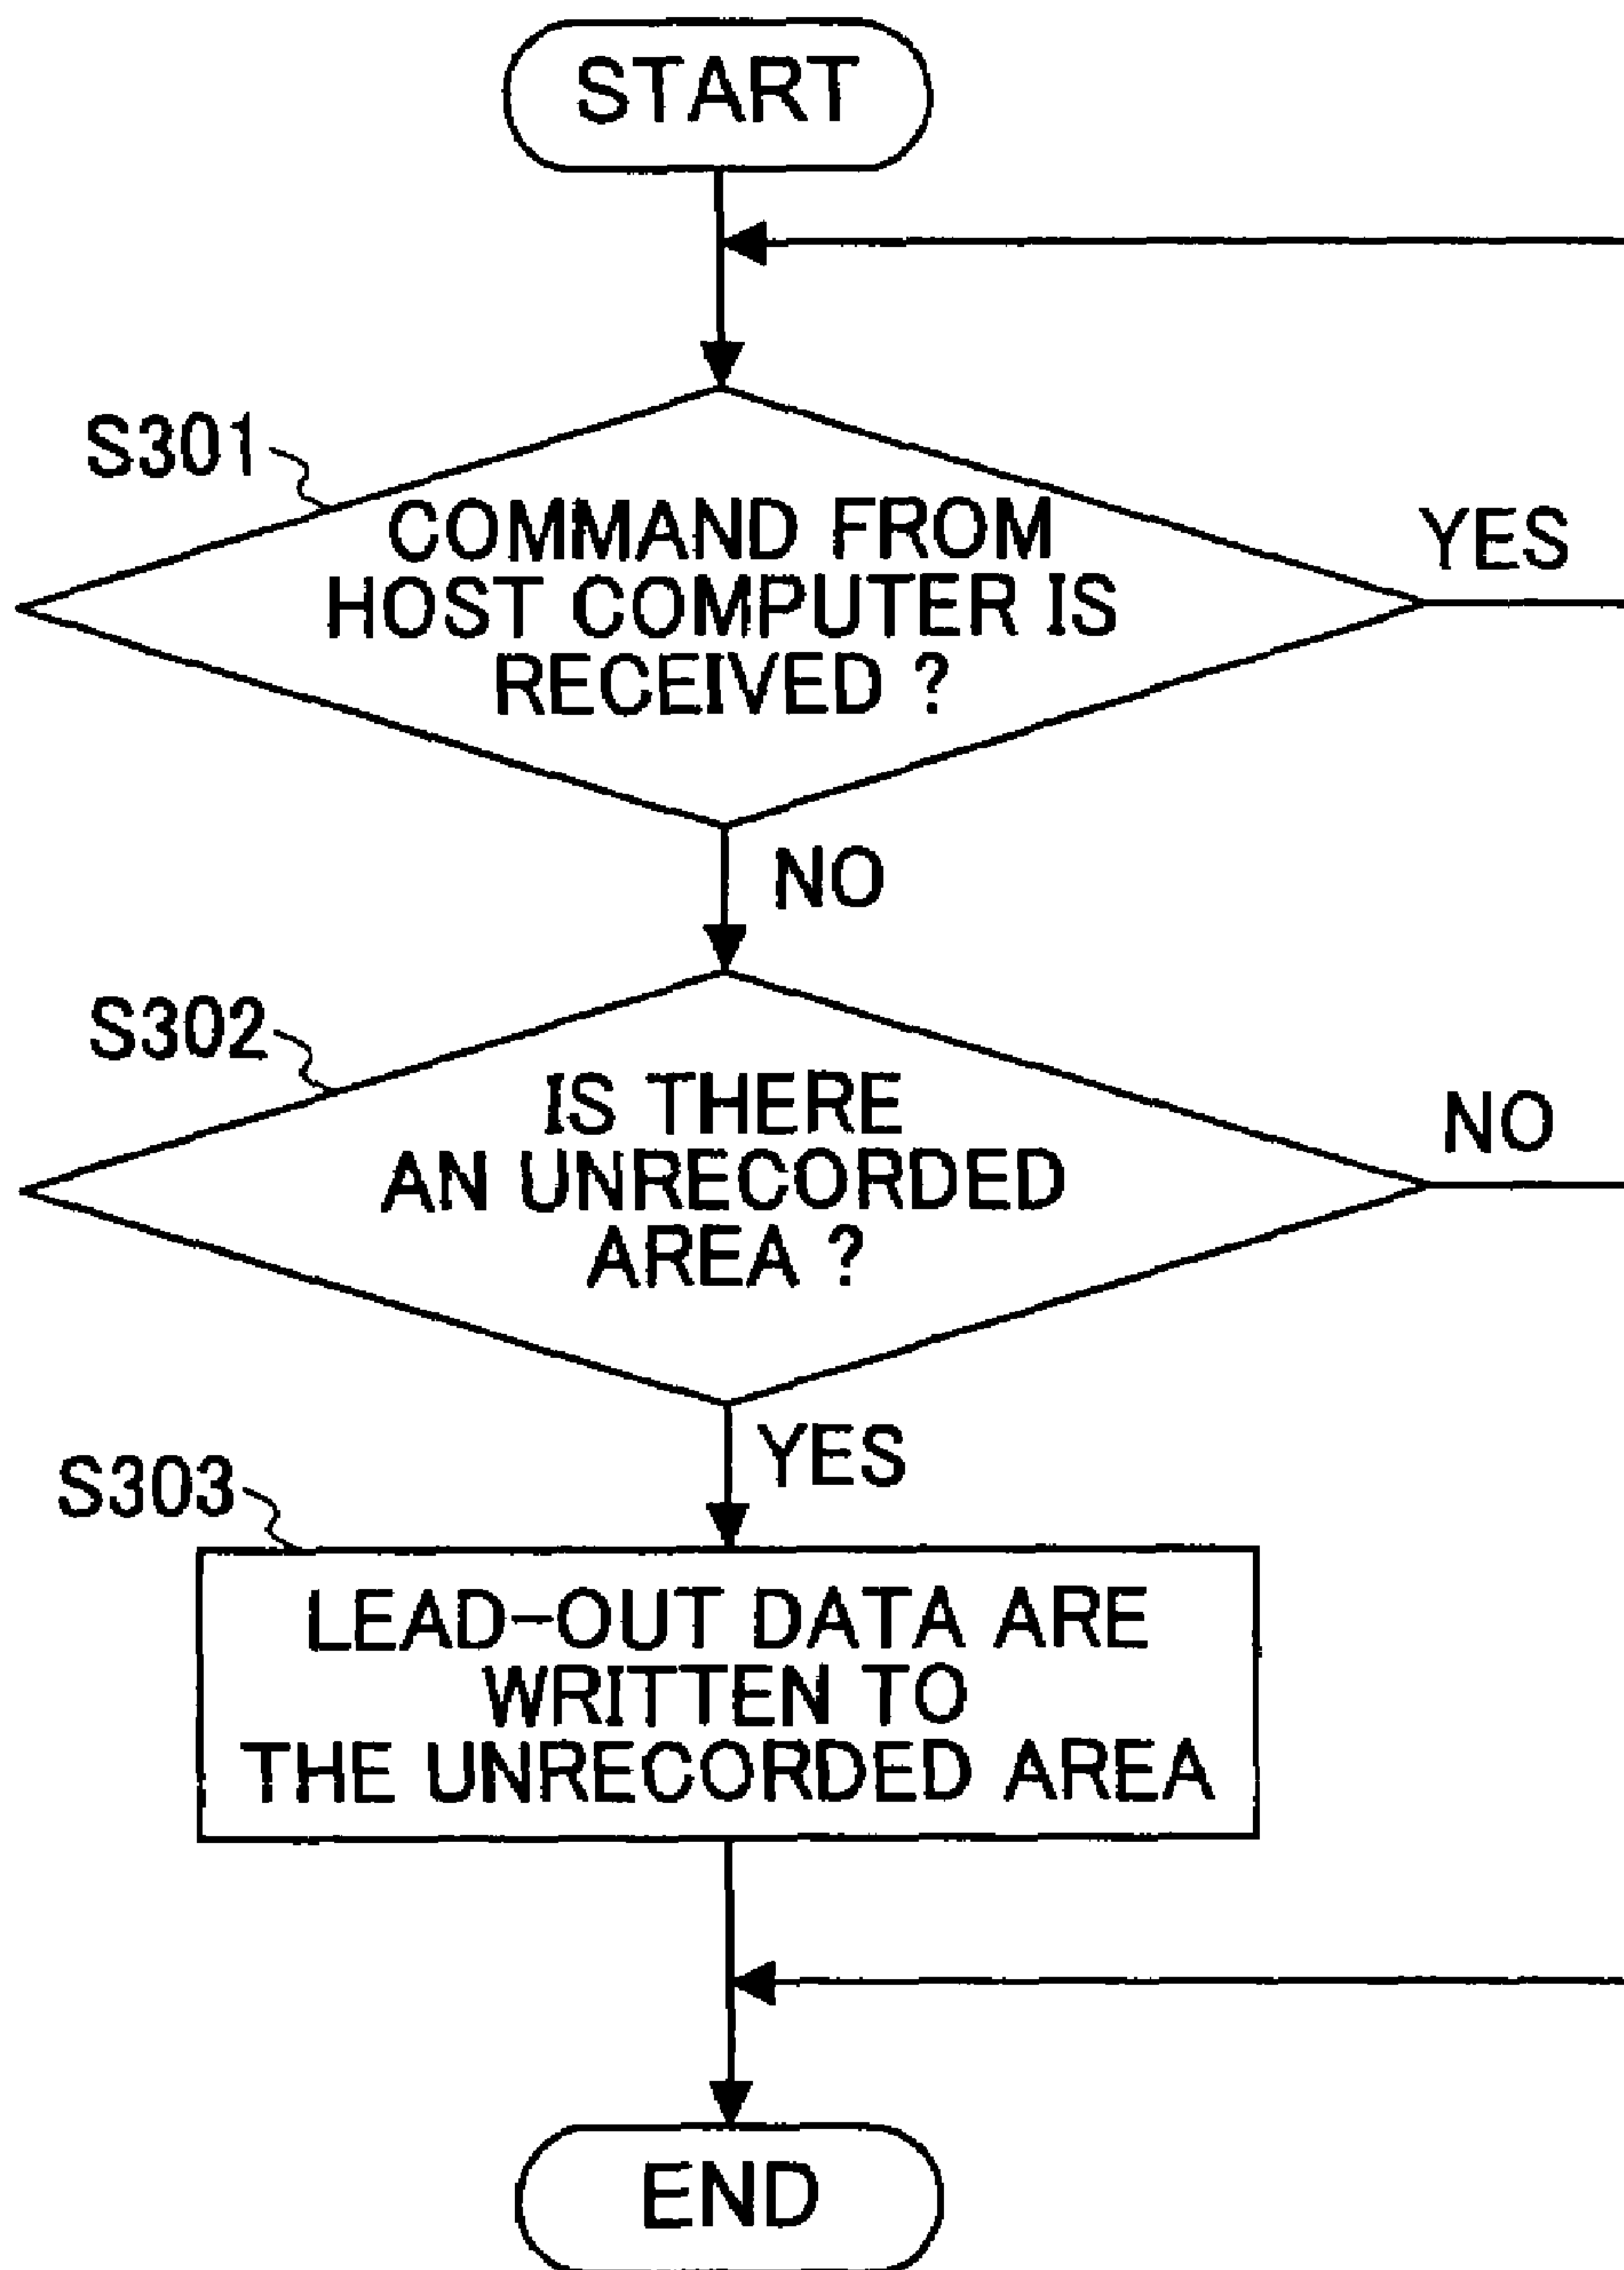 START
S301
COMMAND FROM
HOST COMPUTER IS
RECEIVED ?
YES
NO
S302
IS THERE
AN UNRECORDED
AREA ?
NO
YES
S303
LEAD-OUT DATA ARE
WRITTEN TO
THE UNRECORDED AREA
END